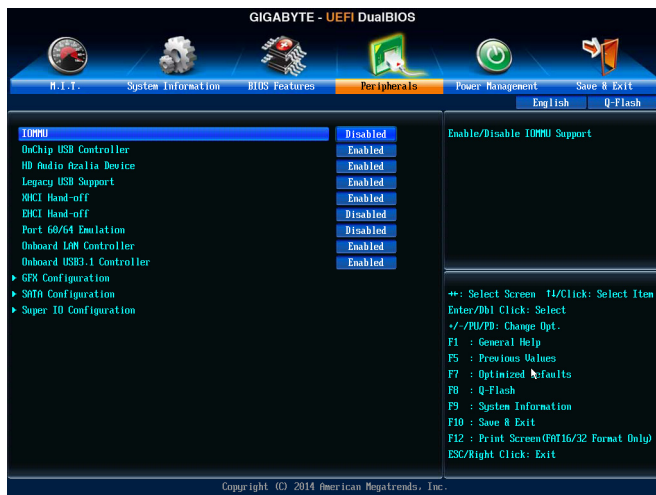 GIGABYTE - UEFI DualBIOS
M.I.T. System Information BIOS Features Peripherals Power Management Save & Exit
English Q-Flash
IOMMU Disabled
OnChip USB Controller Enabled
HD Audio Azalia Device Enabled
Legacy USB Support Enabled
XHCI Hand-off Enabled
EHCI Hand-off Disabled
Port 60/64 Emulation Disabled
Onboard LAN Controller Enabled
Onboard USB3.1 Controller Enabled
GFX Configuration
SATA Configuration
Super IO Configuration
Enable/Disable IOMMU Support
→←: Select Screen ↑↓/Click: Select Item
Enter/Dbl Click: Select
+/-/PU/PD: Change Opt.
F1 : General Help
F5 : Previous Values
F7 : Optimized Defaults
F8 : Q-Flash
F9 : System Information
F10 : Save & Exit
F12 : Print Screen(FAT16/32 Format Only)
ESC/Right Click: Exit
Copyright (C) 2014 American Megatrends, Inc.